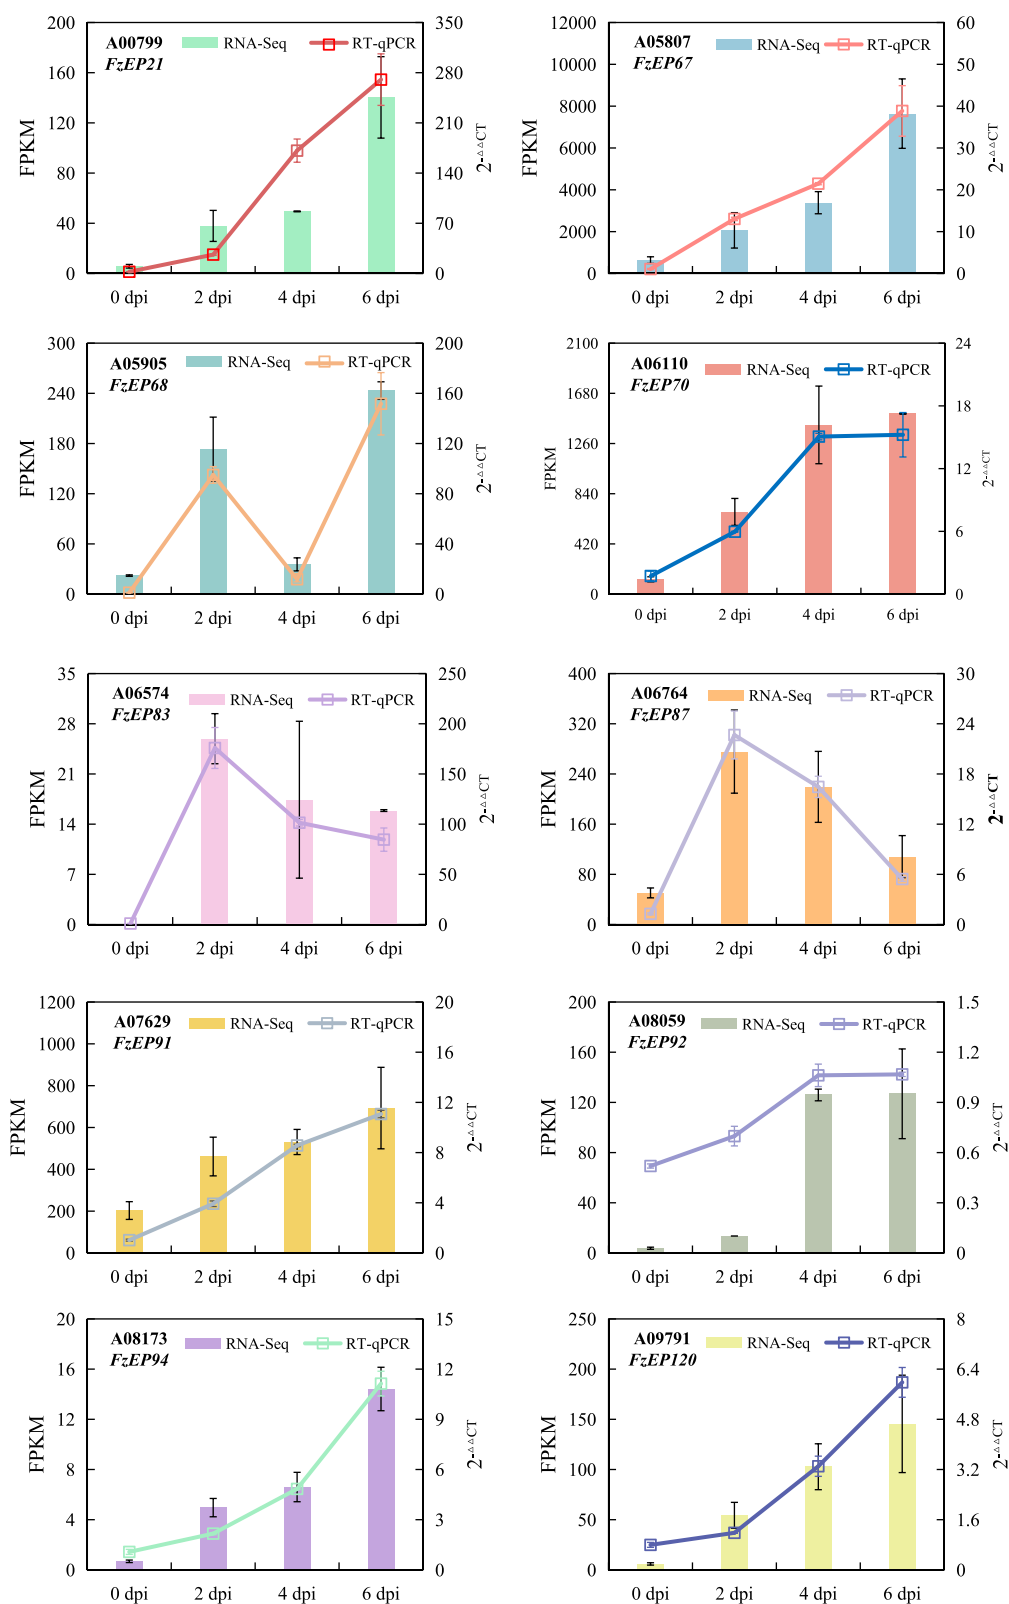 200
160
120
80
40
0
FPKM
A00799
FzEP21
RNA-Seq
RT-qPCR
350
280
210
140
70
0
2-△△CT
0 dpi 2 dpi 4 dpi 6 dpi
12000
10000
8000
6000
4000
2000
0
FPKM
A05807
FzEP67
RNA-Seq
RT-qPCR
60
50
40
30
20
10
0
2-△△CT
0 dpi 2 dpi 4 dpi 6 dpi
300
240
180
120
60
0
FPKM
A05905
FzEP68
RNA-Seq
RT-qPCR
200
160
120
80
40
0
2-△△CT
0 dpi 2 dpi 4 dpi 6 dpi
2100
1680
1260
840
420
0
FPKM
A06110
FzEP70
RNA-Seq
RT-qPCR
24
18
12
6
0
2-△△CT
0 dpi 2 dpi 4 dpi 6 dpi
35
28
21
14
7
0
FPKM
A06574
FzEP83
RNA-Seq
RT-qPCR
250
200
150
100
50
0
2-△△CT
0 dpi 2 dpi 4 dpi 6 dpi
400
320
240
160
80
0
FPKM
A06764
FzEP87
RNA-Seq
RT-qPCR
30
24
18
12
6
0
2-△△CT
0 dpi 2 dpi 4 dpi 6 dpi
1200
1000
800
600
400
200
0
FPKM
A07629
FzEP91
RNA-Seq
RT-qPCR
20
16
12
8
4
0
2-△△CT
0 dpi 2 dpi 4 dpi 6 dpi
200
160
120
80
40
0
FPKM
A08059
FzEP92
RNA-Seq
RT-qPCR
1.5
1.2
0.9
0.6
0.3
0
2-△△CT
0 dpi 2 dpi 4 dpi 6 dpi
20
16
12
8
4
0
FPKM
A08173
FzEP94
RNA-Seq
RT-qPCR
15
12
9
6
3
0
2-△△CT
0 dpi 2 dpi 4 dpi 6 dpi
250
200
150
100
50
0
FPKM
A09791
FzEP120
RNA-Seq
RT-qPCR
8
6.4
4.8
3.2
1.6
0
2-△△CT
0 dpi 2 dpi 4 dpi 6 dpi